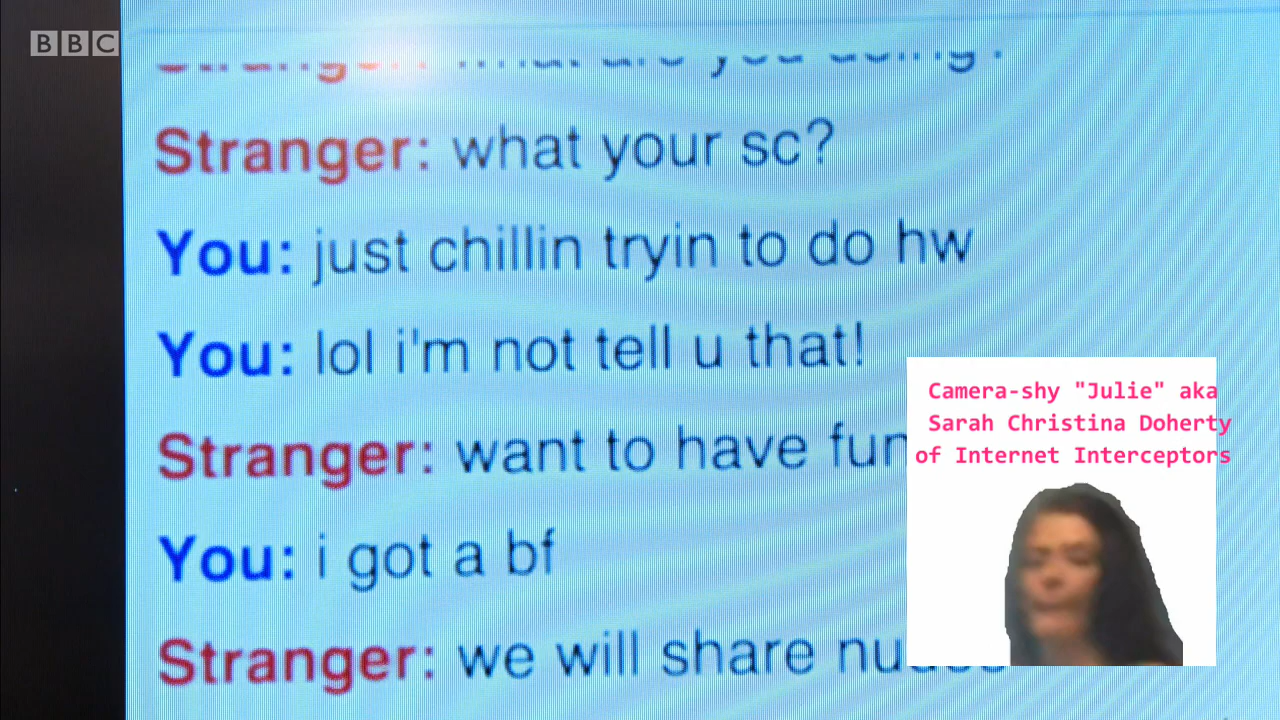 BBC
Stranger: what your sc?
You: just chillin tryin to do hw
You: lol i'm not tell u that!
Stranger: want to have fun
You: i got a bf
Stranger: we will share
Camera-shy "Julie" aka
Sarah Christina Doherty
of Internet Interceptors